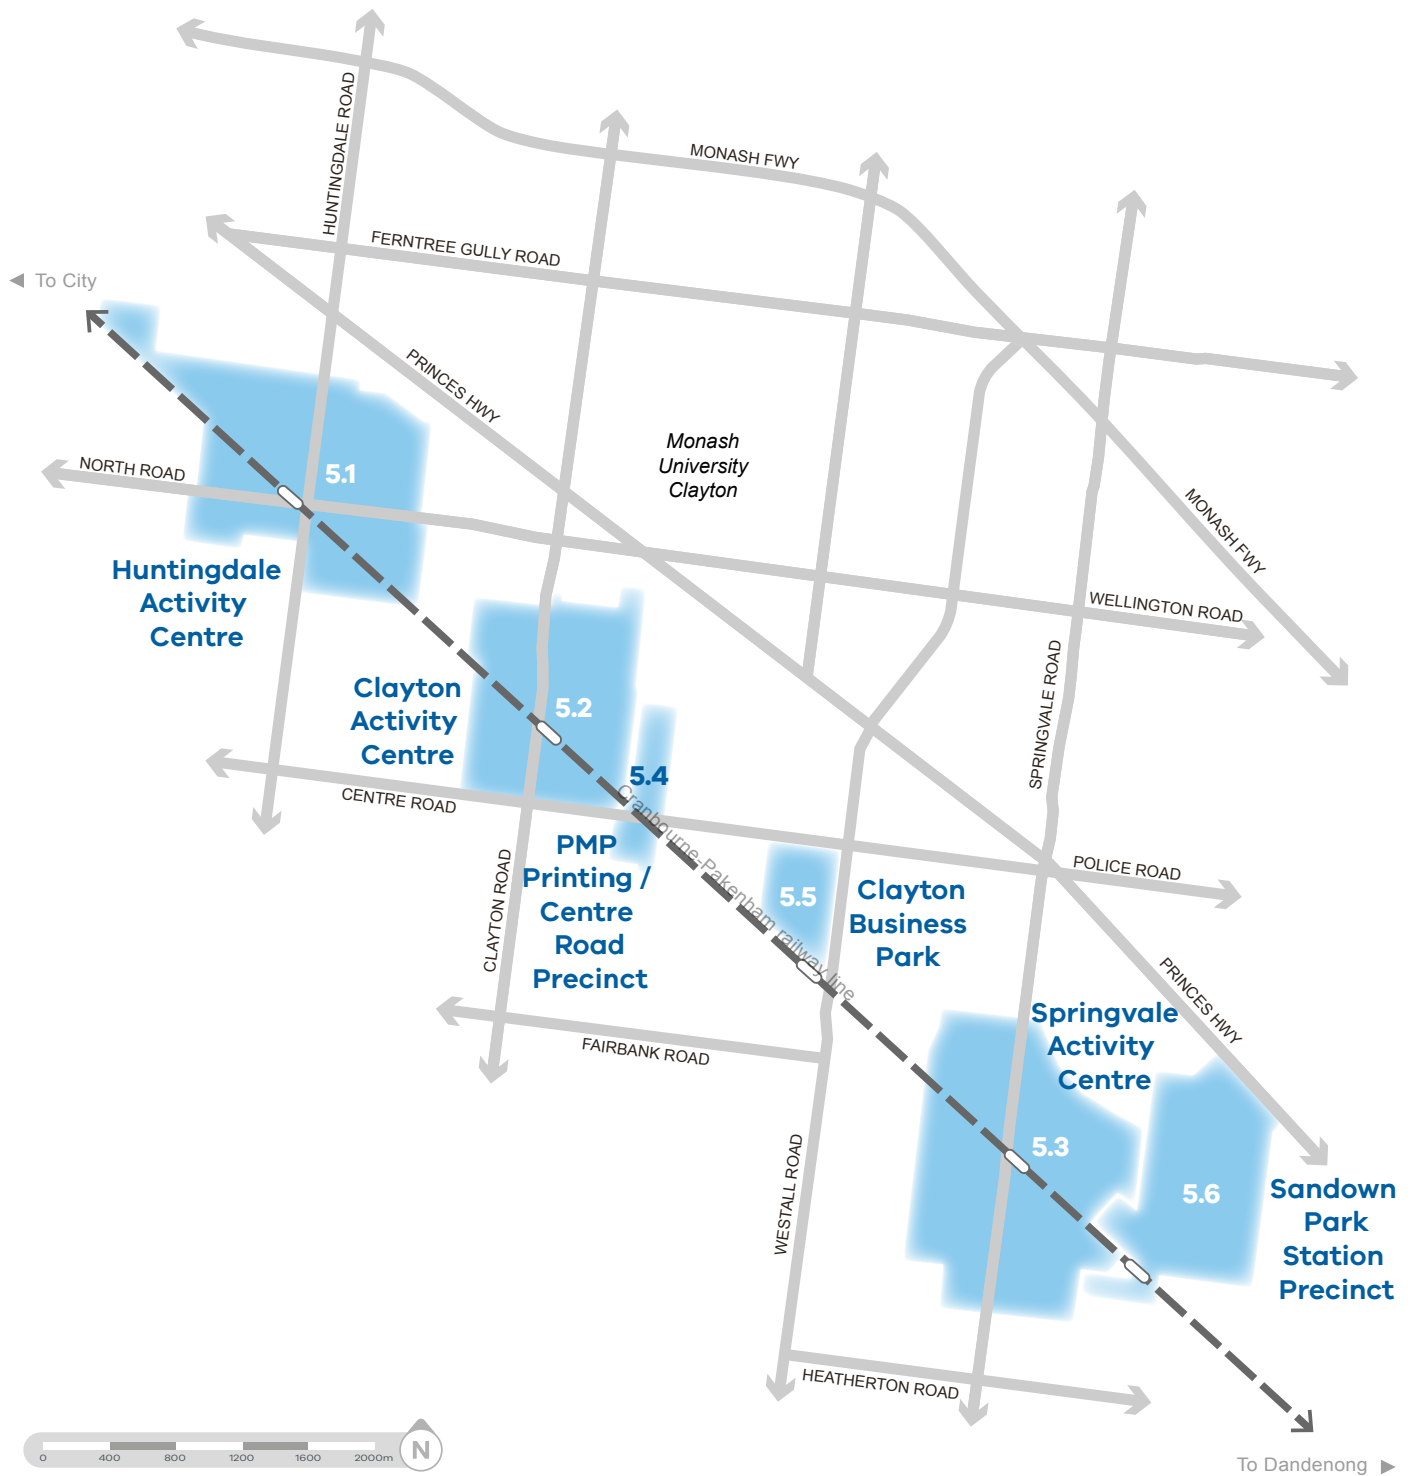 HUNTINGDALE ROAD
MONASH FWY
FERNTREE GULLY ROAD
◄ To City
PRINCES HWY
Monash
University
Clayton
NORTH ROAD
5.1
MONASH FWY
Huntingdale
Activity
Centre
WELLINGTON ROAD
SPRINGVALE ROAD
Clayton
Activity
Centre
5.2
5.4
CENTRE ROAD
Cranbourne-Pakenham railway line
PMP
Printing /
Centre
Road
Precinct
CLAYTON ROAD
5.5
Clayton
Business
Park
POLICE ROAD
PRINCES HWY
FAIRBANK ROAD
Springvale
Activity
Centre
5.3
WESTALL ROAD
5.6
Sandown
Park
Station
Precinct
HEATHERTON ROAD
0 400 800 1200 1600 2000m
N
To Dandenong ►